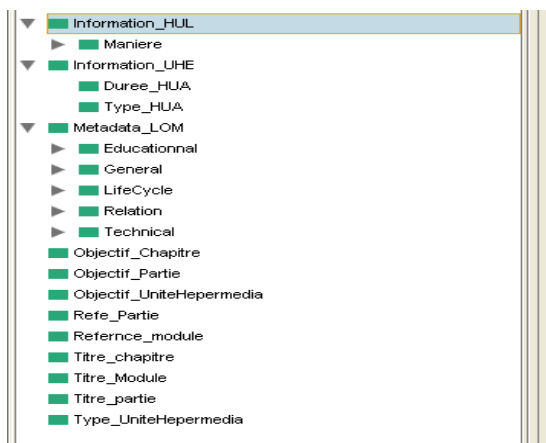 Information_HUL
Maniere
Information_UHE
Duree_HUA
Type_HUA
Metadata_LOM
Educationnal
General
LifeCycle
Relation
Technical
Objectif_Chapitre
Objectif_Partie
Objectif_UniteHepermedia
Refe_Partie
Refernce_module
Titre_chapitre
Titre_Module
Titre_partie
Type_UniteHepermedia